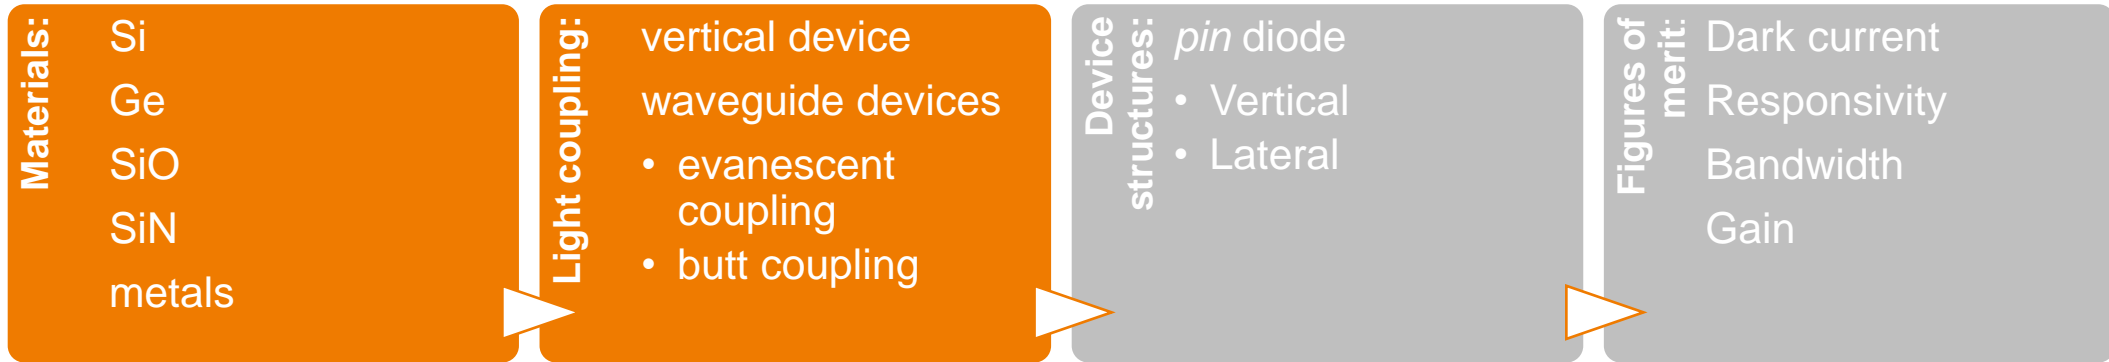 Materials:
Si
Ge
SiO
SiN
metals
Light coupling:
vertical device
waveguide devices
• evanescent
coupling
• butt coupling
Device
structures:
pin diode
• Vertical
• Lateral
Figures of
merit:
Dark current
Responsivity
Bandwidth
Gain